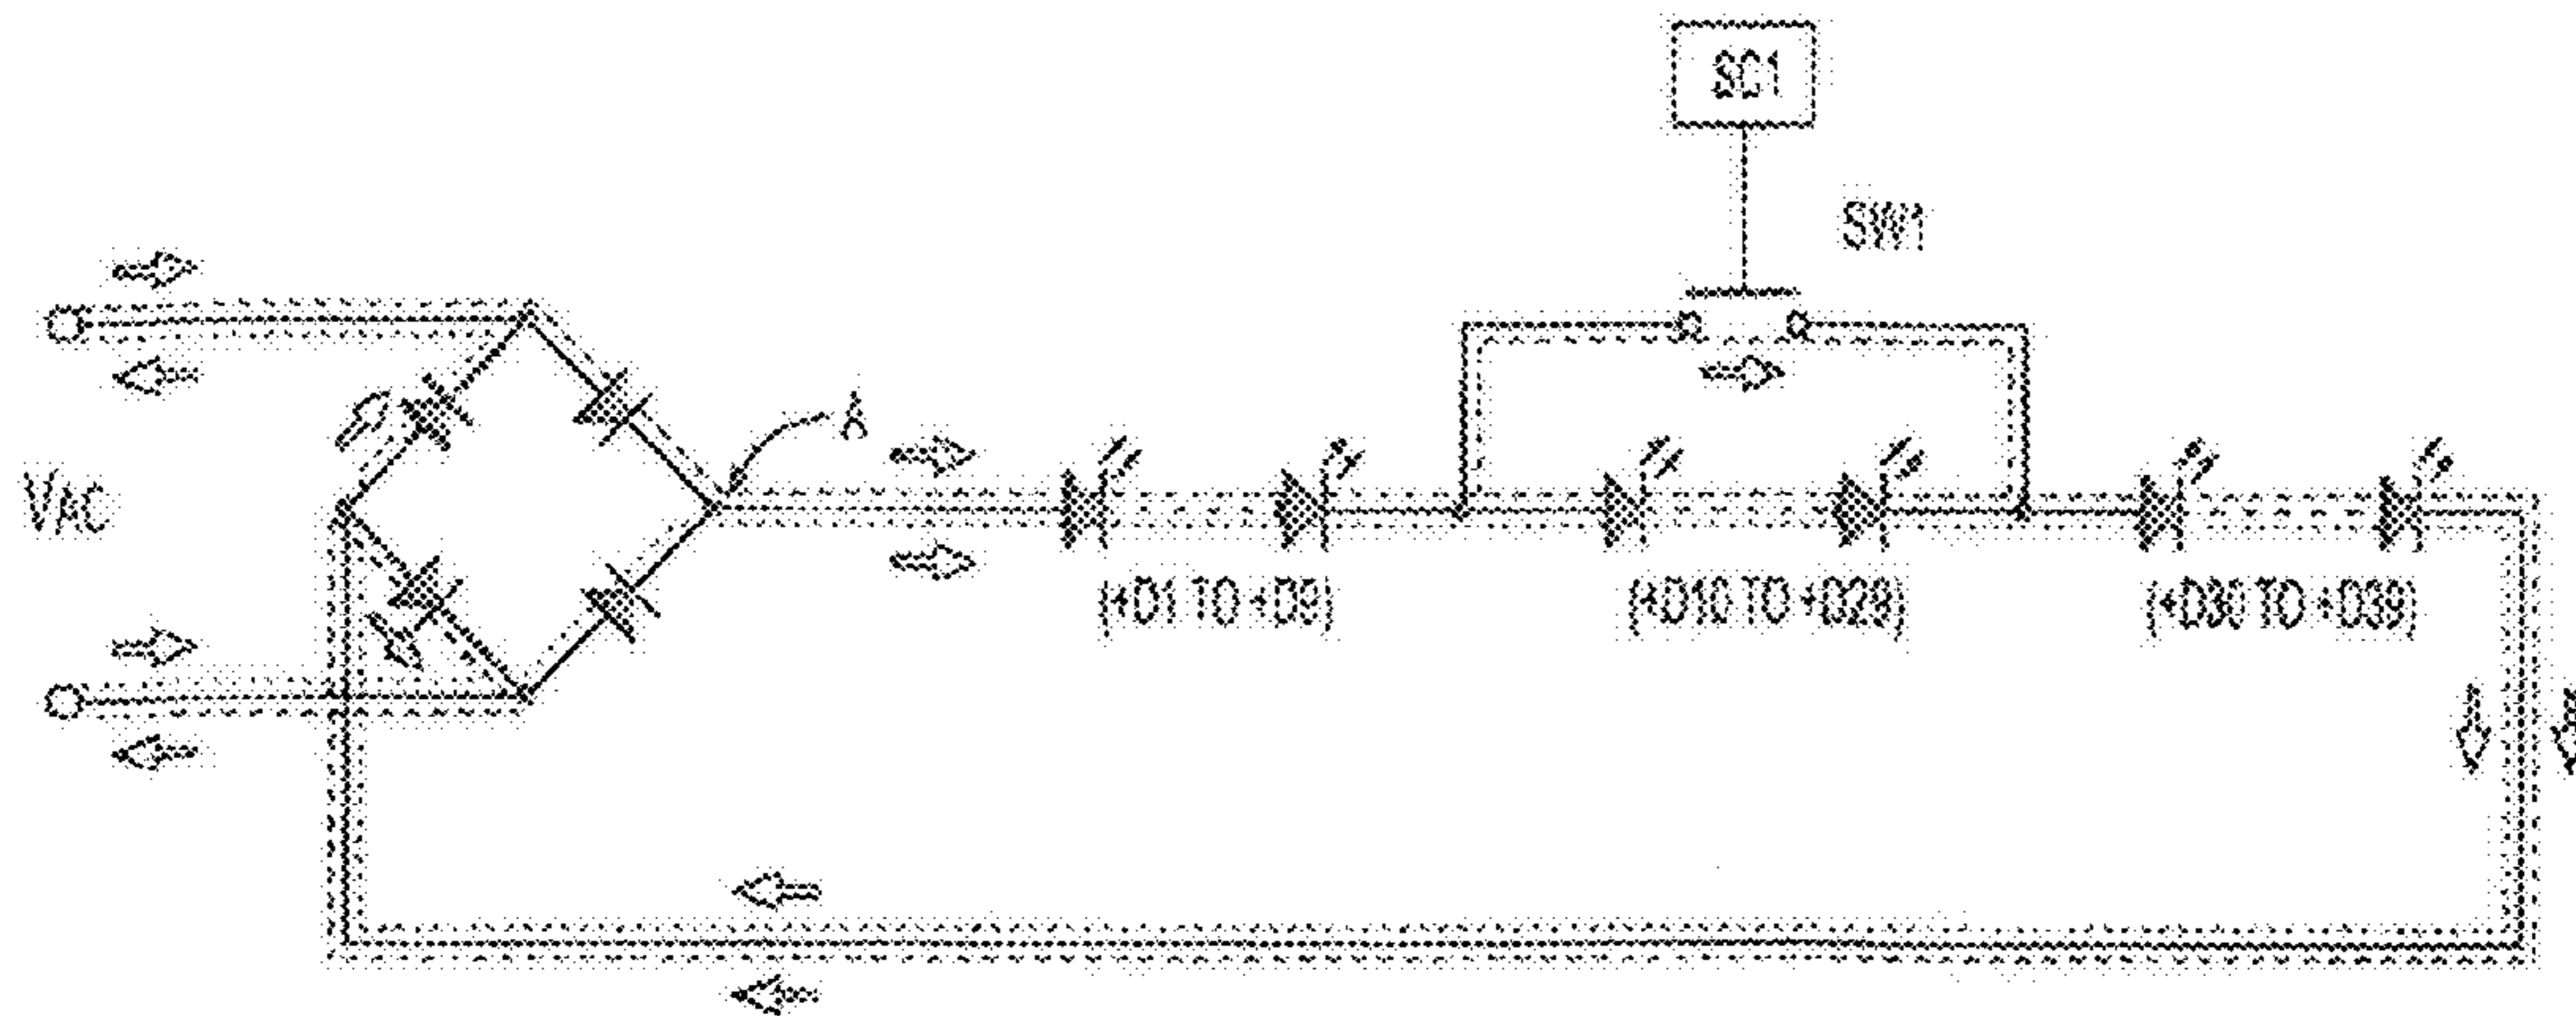 SC1
SW1
A
VAC
(+D1 TO +D9)
(+D10 TO +D29)
(+D30 TO +D39)